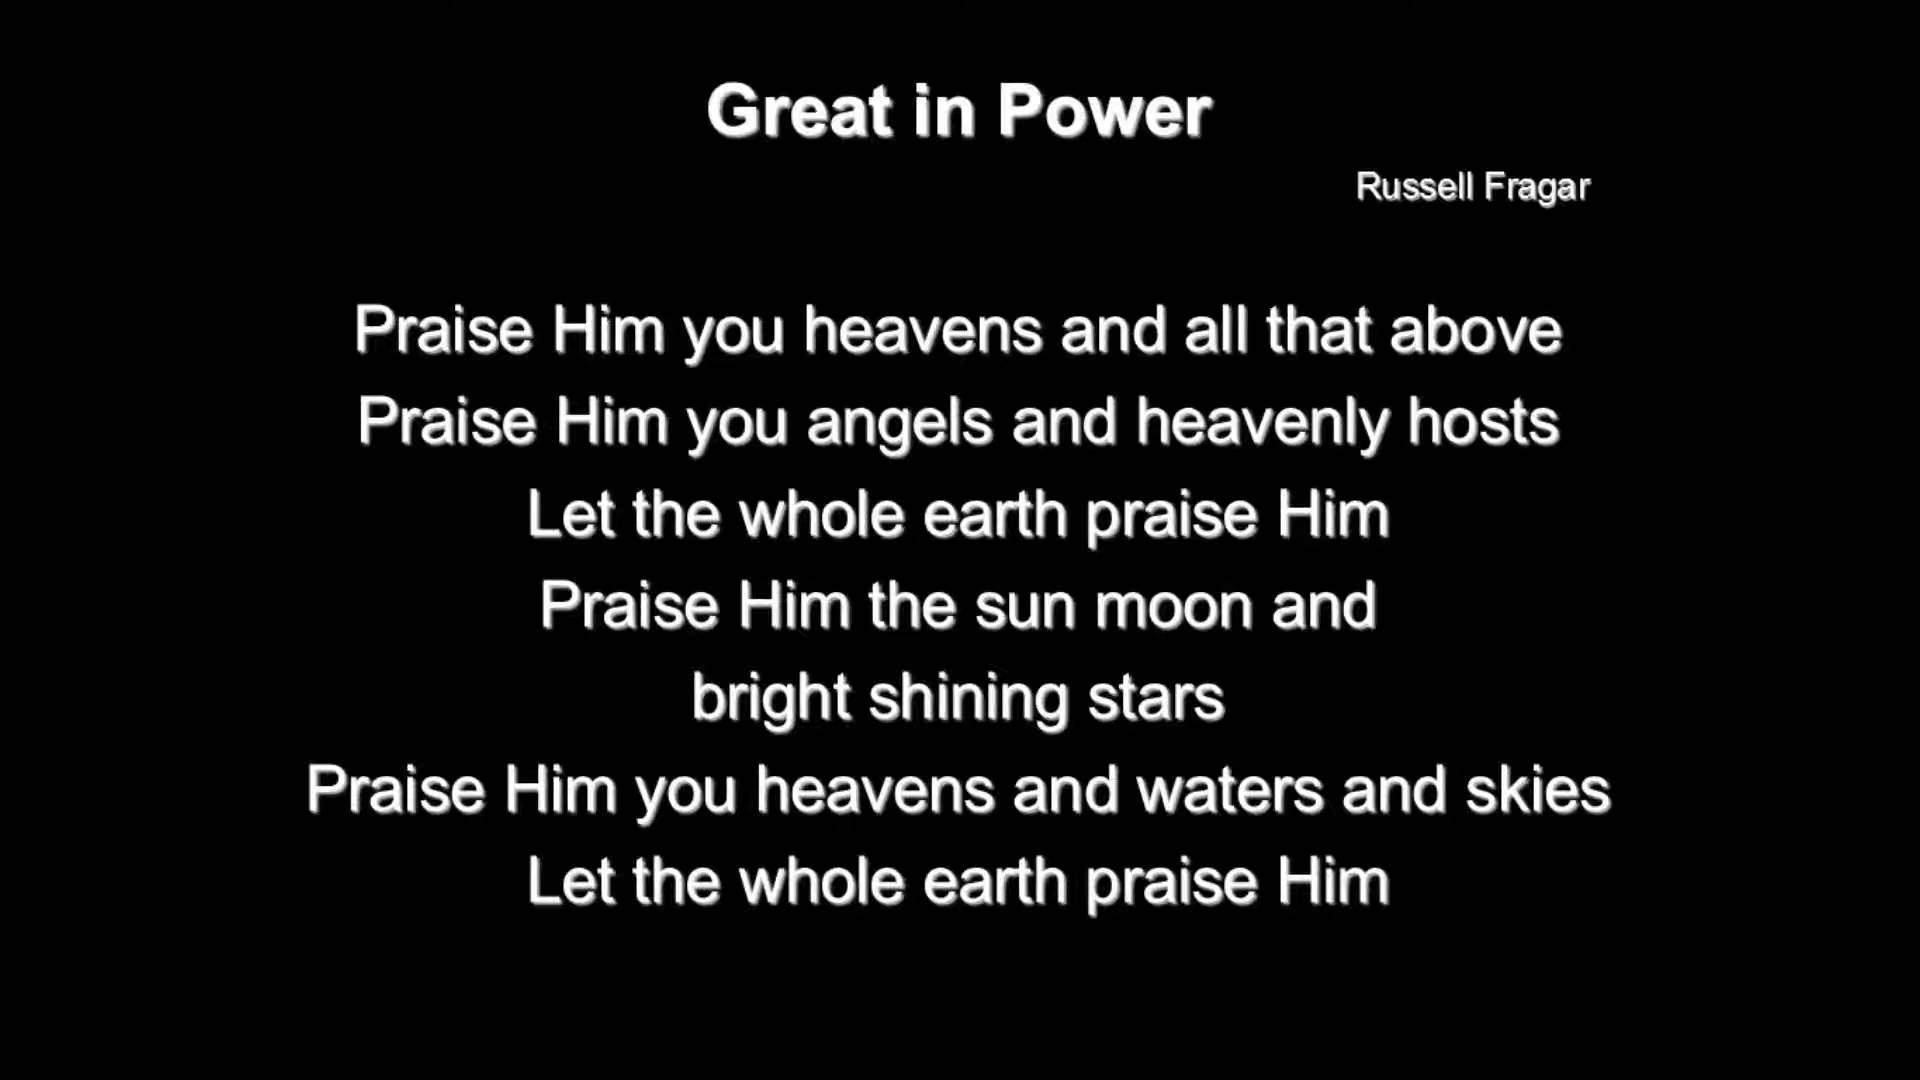 Great in Power
Russell Fragar
Praise Him you heavens and all that above
Praise Him you angels and heavenly hosts
Let the whole earth praise Him
Praise Him the sun moon and
bright shining stars
Praise Him you heavens and waters and skies
Let the whole earth praise Him